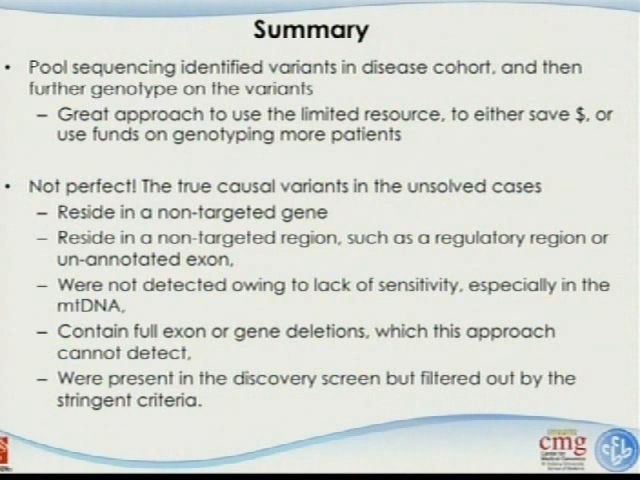 Summary
• Pool sequencing identified variants in disease cohort, and then
further genotype on the variants
– Great approach to use the limited resource, to either save $, or
use funds on genotyping more patients
• Not perfect! The true causal variants in the unsolved cases
– Reside in a non-targeted gene
– Reside in a non-targeted region, such as a regulatory region or
un-annotated exon,
– Were not detected owing to lack of sensitivity, especially in the
mtDNA,
– Contain full exon or gene deletions, which this approach
cannot detect,
– Were present in the discovery screen but filtered out by the
stringent criteria.
cmg